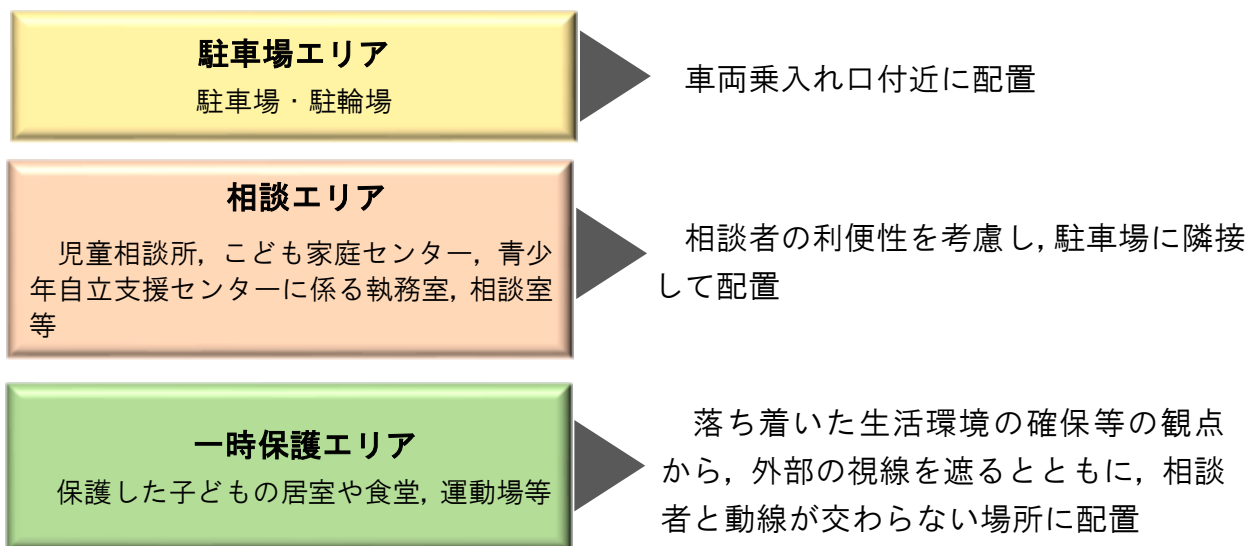 駐車場エリア
駐車場・駐輪場
車両乗入れ口付近に配置
相談エリア
児童相談所，こども家庭センター，青少
年自立支援センターに係る執務室，相談室
等
相談者の利便性を考慮し，駐車場に隣接
して配置
一時保護エリア
保護した子どもの居室や食堂，運動場等
落ち着いた生活環境の確保等の観点
から，外部の視線を遮るとともに，相談
者と動線が交わらない場所に配置